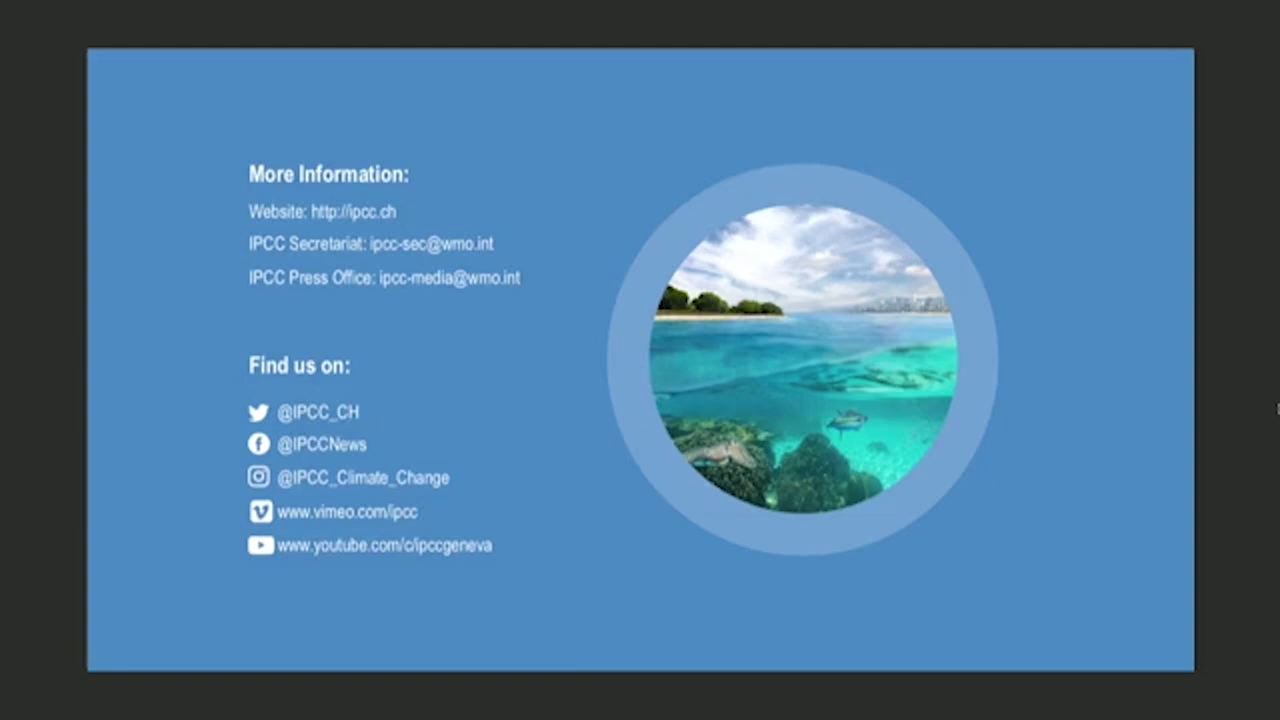 More Information:
Website: http://ipcc.ch
IPCC Secretariat: ipcc-sec@wmo.int
IPCC Press Office: ipcc-media@wmo.int
Find us on:
@IPCC_CH
@IPCCNews
@IPCC_Climate_Change
www.vimeo.com/ipcc
www.youtube.com/c/ipccgeneva